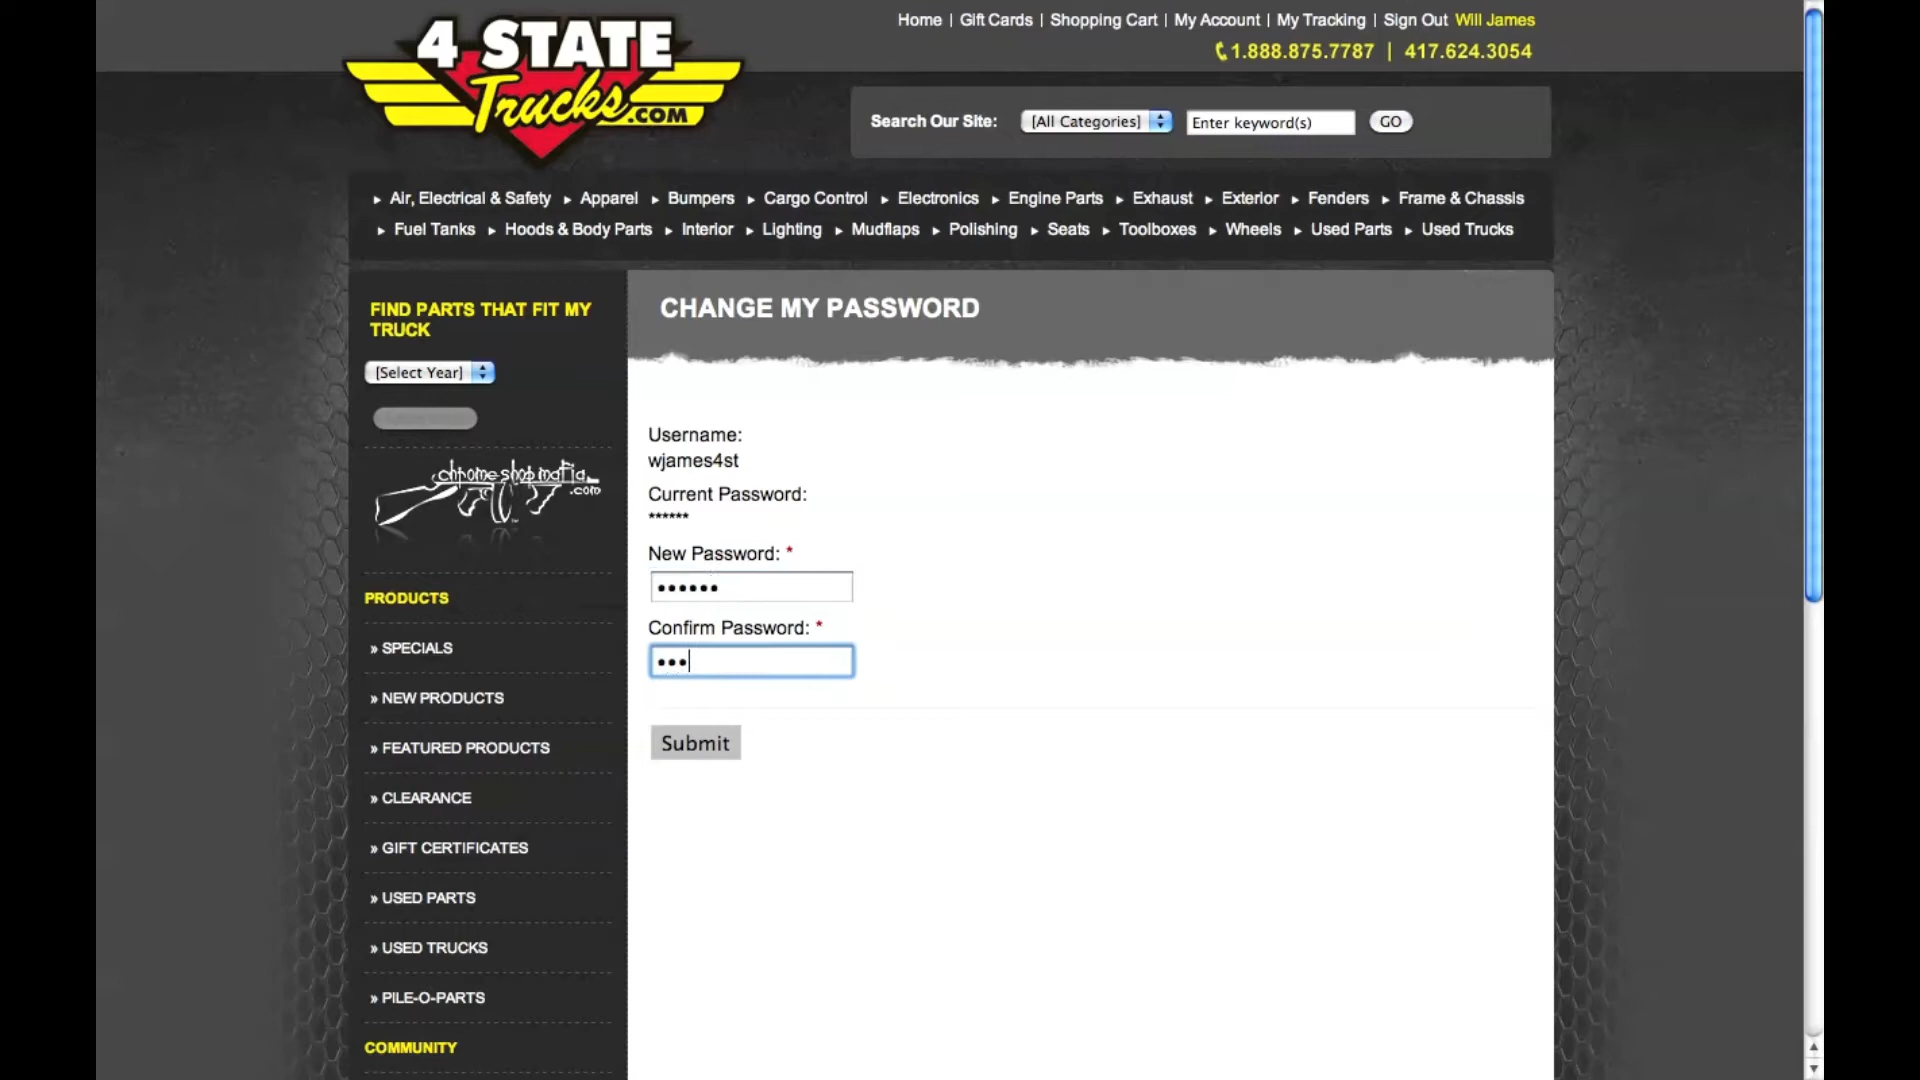 4 STATE
Trucks.COM
Home | Gift Cards | Shopping Cart | My Account | My Tracking | Sign Out Will James
1.888.875.7787 | 417.624.3054
Search Our Site: [All Categories] Enter keyword(s) GO
Air, Electrical & Safety Apparel Bumpers Cargo Control Electronics Engine Parts Exhaust Exterior Fenders Frame & Chassis
Fuel Tanks Hoods & Body Parts Interior Lighting Mudflaps Polishing Seats Toolboxes Wheels Used Parts Used Trucks
FIND PARTS THAT FIT MY
TRUCK
[Select Year]
chromeshopmafia
.com
PRODUCTS
» SPECIALS
» NEW PRODUCTS
» FEATURED PRODUCTS
» CLEARANCE
» GIFT CERTIFICATES
» USED PARTS
» USED TRUCKS
» PILE-O-PARTS
COMMUNITY
CHANGE MY PASSWORD
Username:
wjames4st
Current Password:
******
New Password: *
••••••
Confirm Password: *
•••
Submit